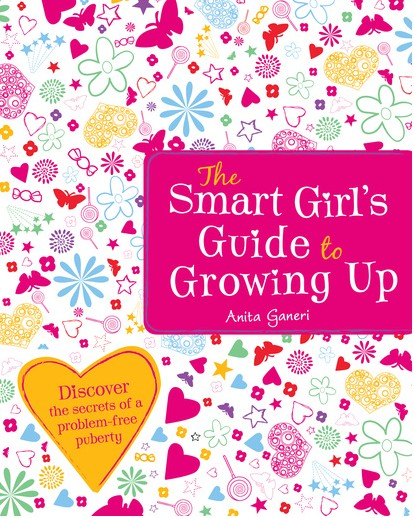 The
Smart Girl's
Guide to
Growing Up
Anita Ganeri
Discover
the secrets of a
problem-free
puberty